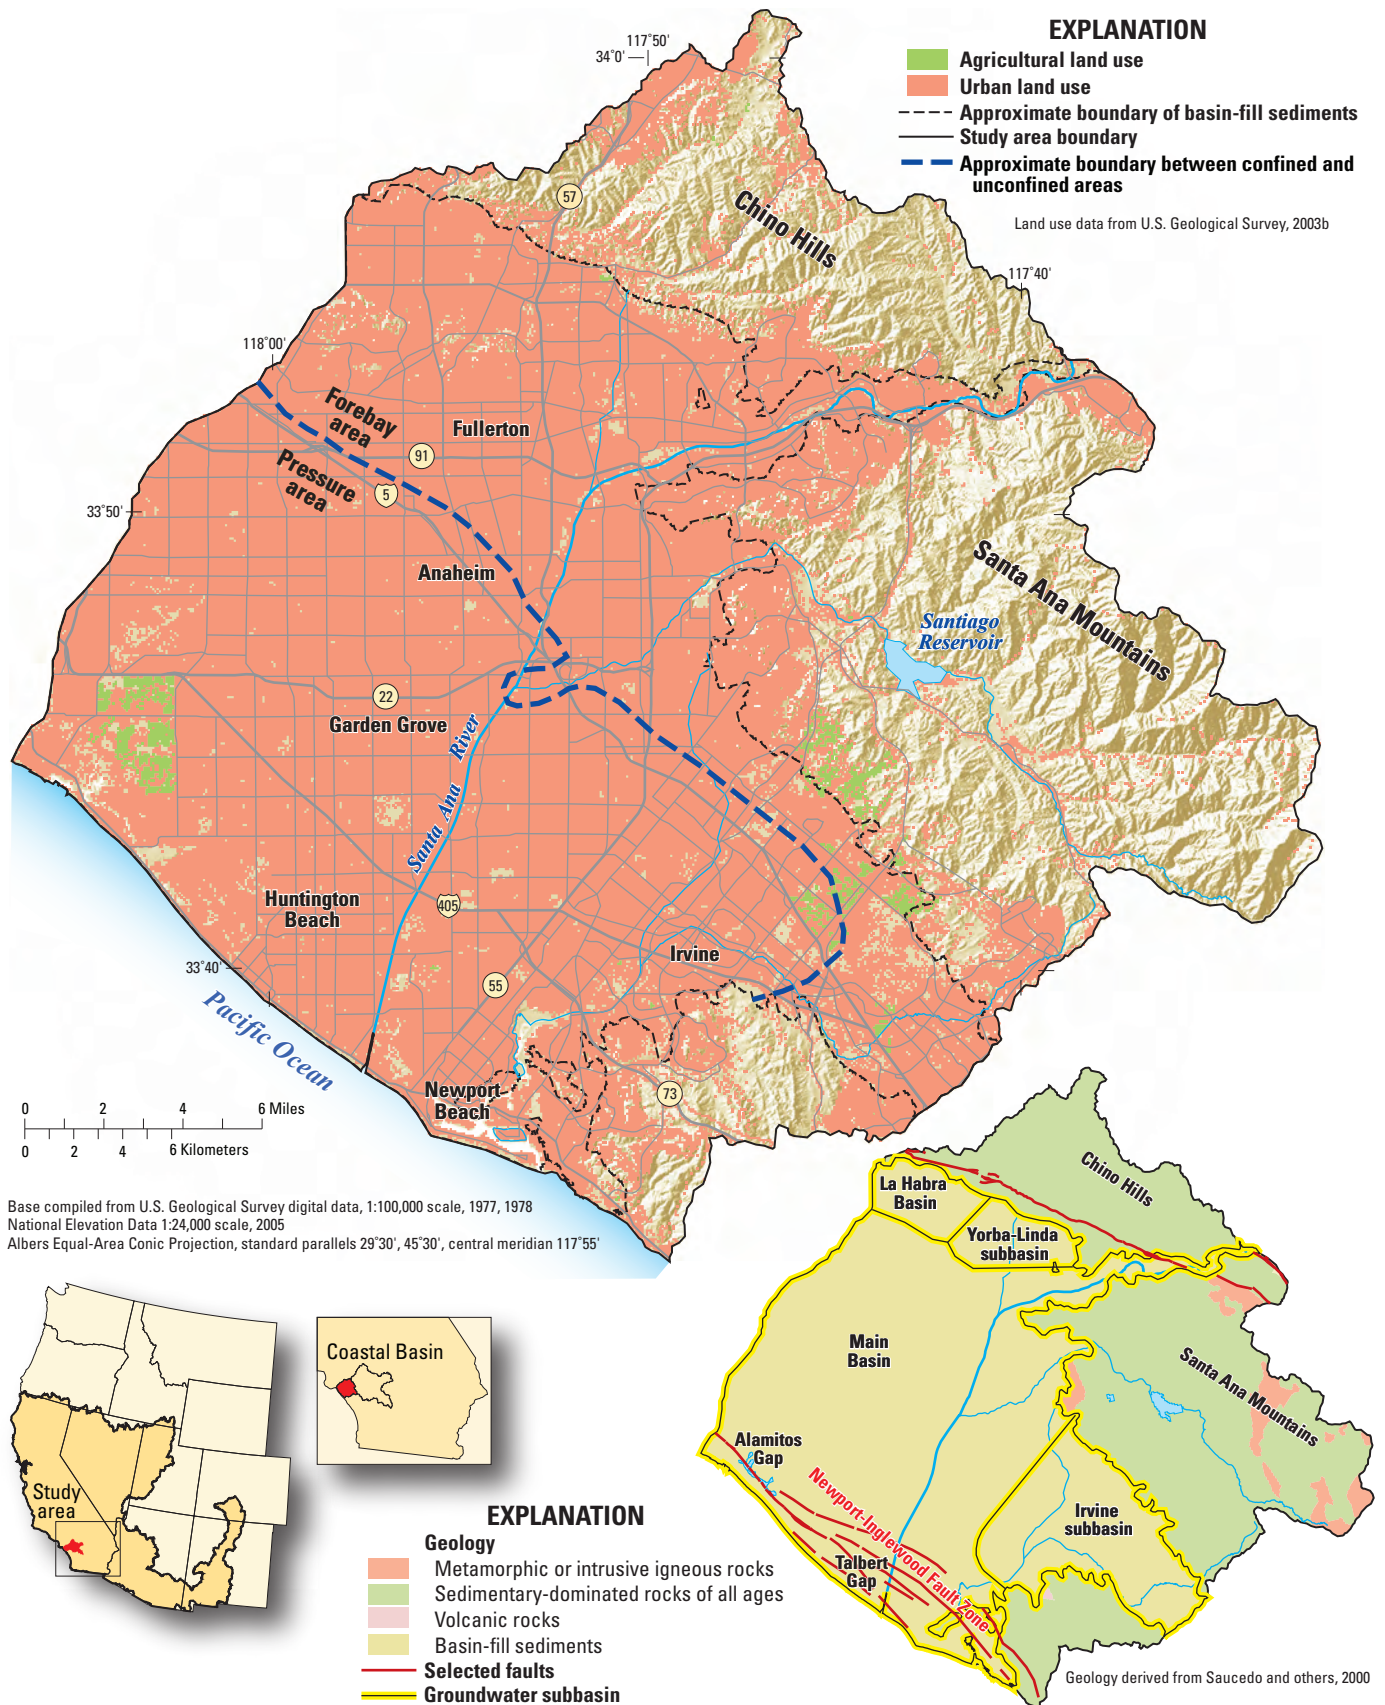 EXPLANATION
Agricultural land use
Urban land use
Approximate boundary of basin-fill sediments
Study area boundary
Approximate boundary between confined and
unconfined areas
Land use data from U.S. Geological Survey, 2003b
117°50'
34°0'
57
Chino Hills
117°40'
118°00'
Forebay
area
Fullerton
91
Pressure
area
5
33°50'
Anaheim
Santa Ana Mountains
Santiago
Reservoir
22
Garden Grove
Santa Ana River
Huntington
Beach
405
Irvine
33°40'
55
Pacific Ocean
Newport
Beach
73
0 2 4 6 Miles
0 2 4 6 Kilometers
Base compiled from U.S. Geological Survey digital data, 1:100,000 scale, 1977, 1978
National Elevation Data 1:24,000 scale, 2005
Albers Equal-Area Conic Projection, standard parallels 29°30', 45°30', central meridian 117°55'
Chino Hills
La Habra
Basin
Yorba-Linda
subbasin
Main
Basin
Santa Ana Mountains
Alamitos
Gap
Newport-Inglewood Fault Zone
Irvine
subbasin
Talbert
Gap
Geology derived from Saucedo and others, 2000
Study
area
Coastal Basin
EXPLANATION
Geology
Metamorphic or intrusive igneous rocks
Sedimentary-dominated rocks of all ages
Volcanic rocks
Basin-fill sediments
Selected faults
Groundwater subbasin